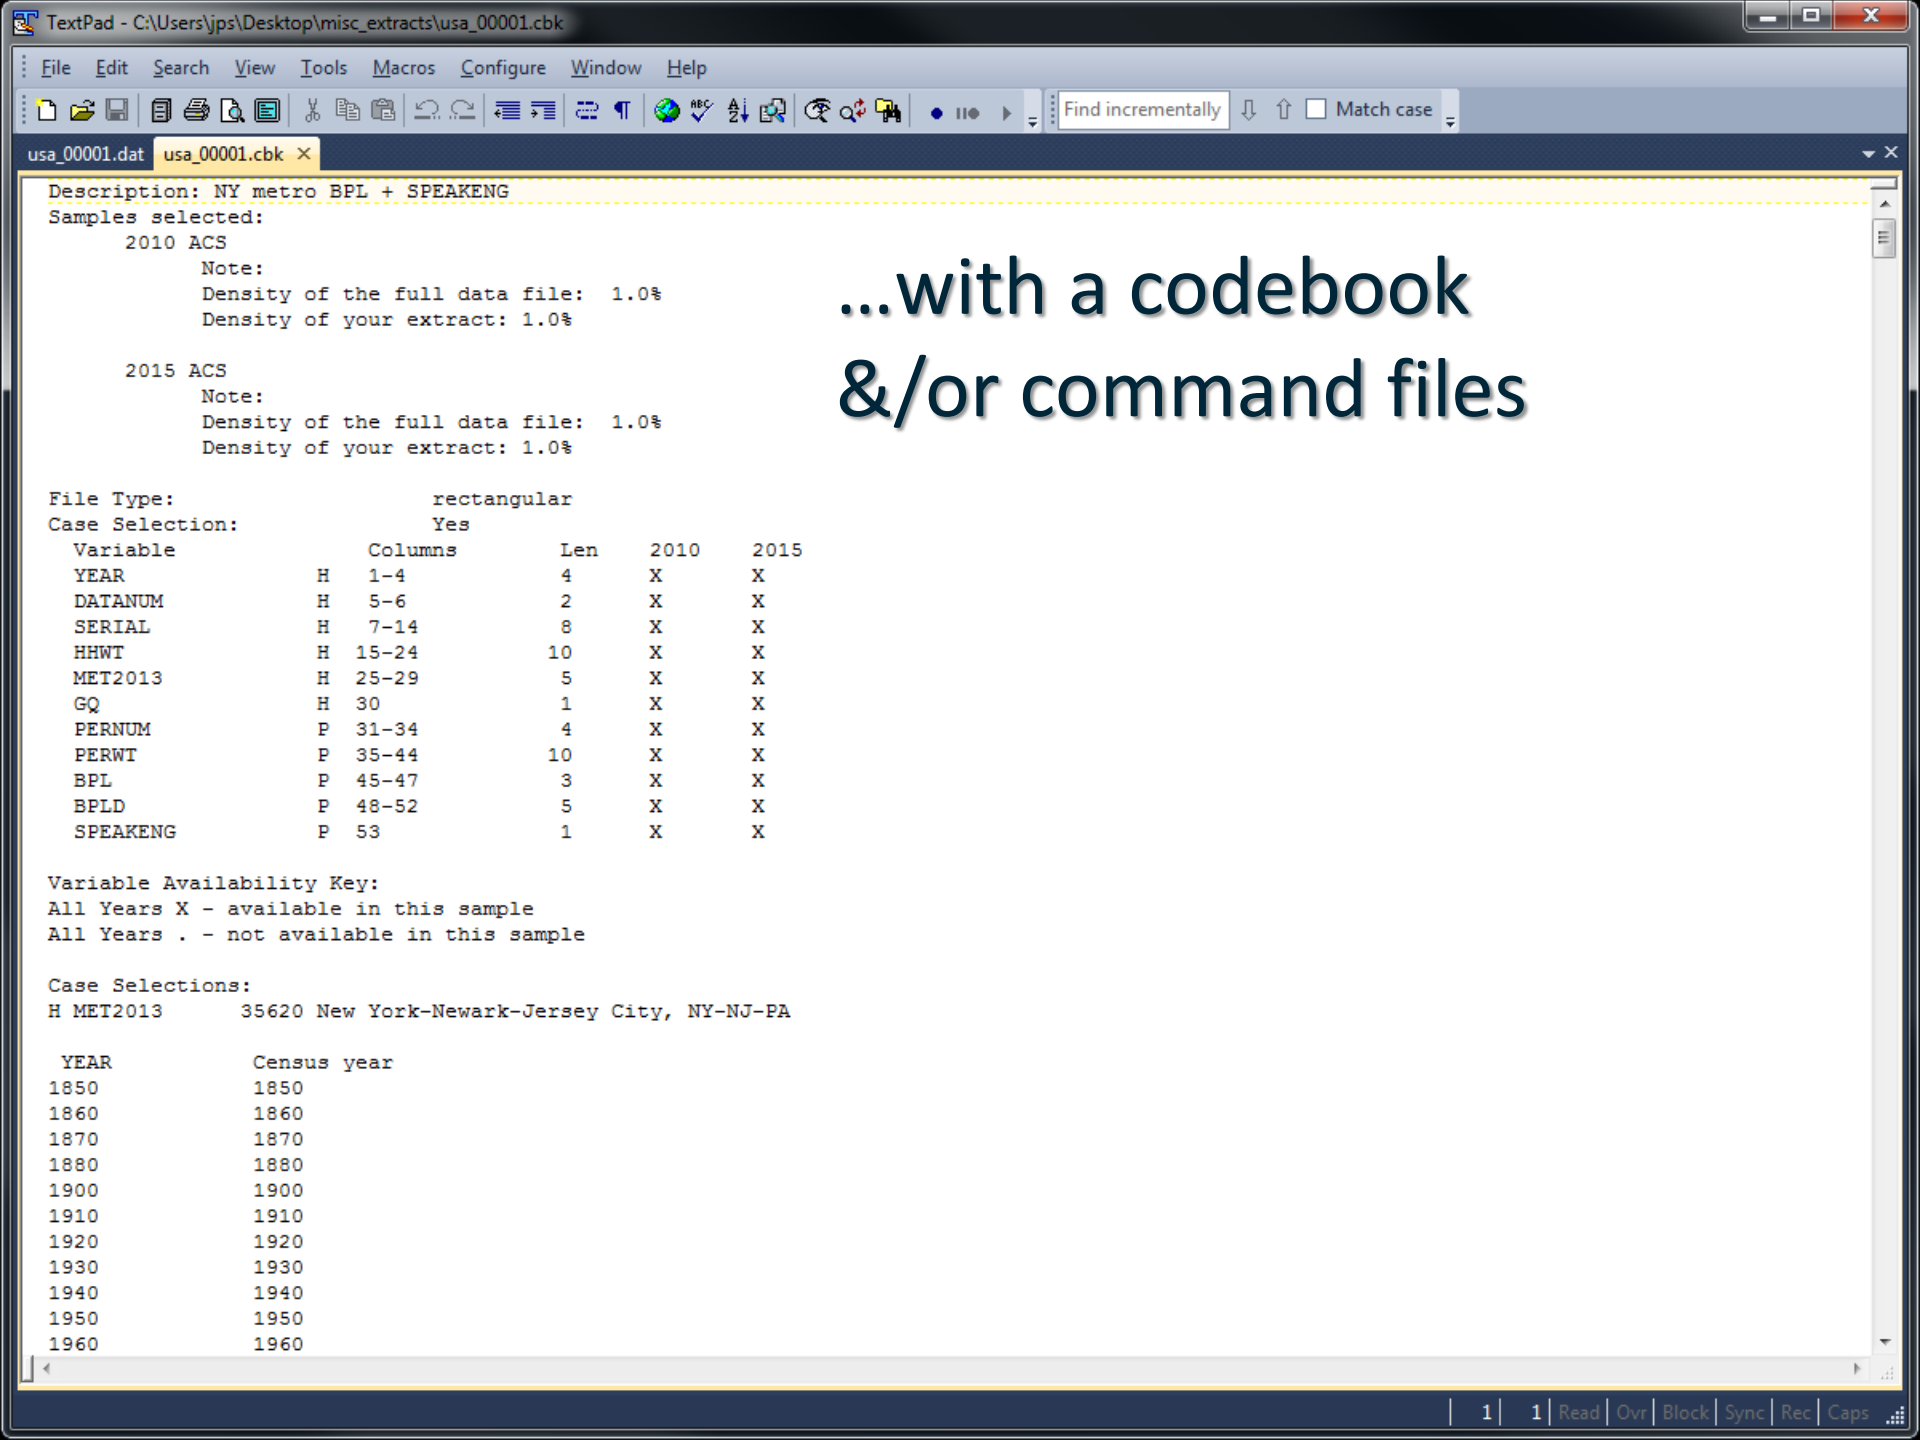 TextPad - C:\Users\jps\Desktop\misc_extracts\usa_00001.cbk
File Edit Search View Tools Macros Configure Window Help
Find incrementally Match case
usa_00001.dat usa_00001.cbk
Description: NY metro BPL + SPEAKENG
Samples selected:
2010 ACS
Note:
Density of the full data file: 1.0%
Density of your extract: 1.0%
2015 ACS
Note:
Density of the full data file: 1.0%
Density of your extract: 1.0%
…with a codebook
&/or command files
File Type: rectangular
Case Selection: Yes
Variable Columns Len 2010 2015
YEAR H 1-4 4 X X
DATANUM H 5-6 2 X X
SERIAL H 7-14 8 X X
HHWT H 15-24 10 X X
MET2013 H 25-29 5 X X
GQ H 30 1 X X
PERNUM P 31-34 4 X X
PERWT P 35-44 10 X X
BPL P 45-47 3 X X
BPLD P 48-52 5 X X
SPEAKENG P 53 1 X X
Variable Availability Key:
All Years X - available in this sample
All Years . - not available in this sample
Case Selections:
H MET2013 35620 New York-Newark-Jersey City, NY-NJ-PA
YEAR Census year
1850 1850
1860 1860
1870 1870
1880 1880
1900 1900
1910 1910
1920 1920
1930 1930
1940 1940
1950 1950
1960 1960
1 1 Read Ovr Block Sync Rec Caps